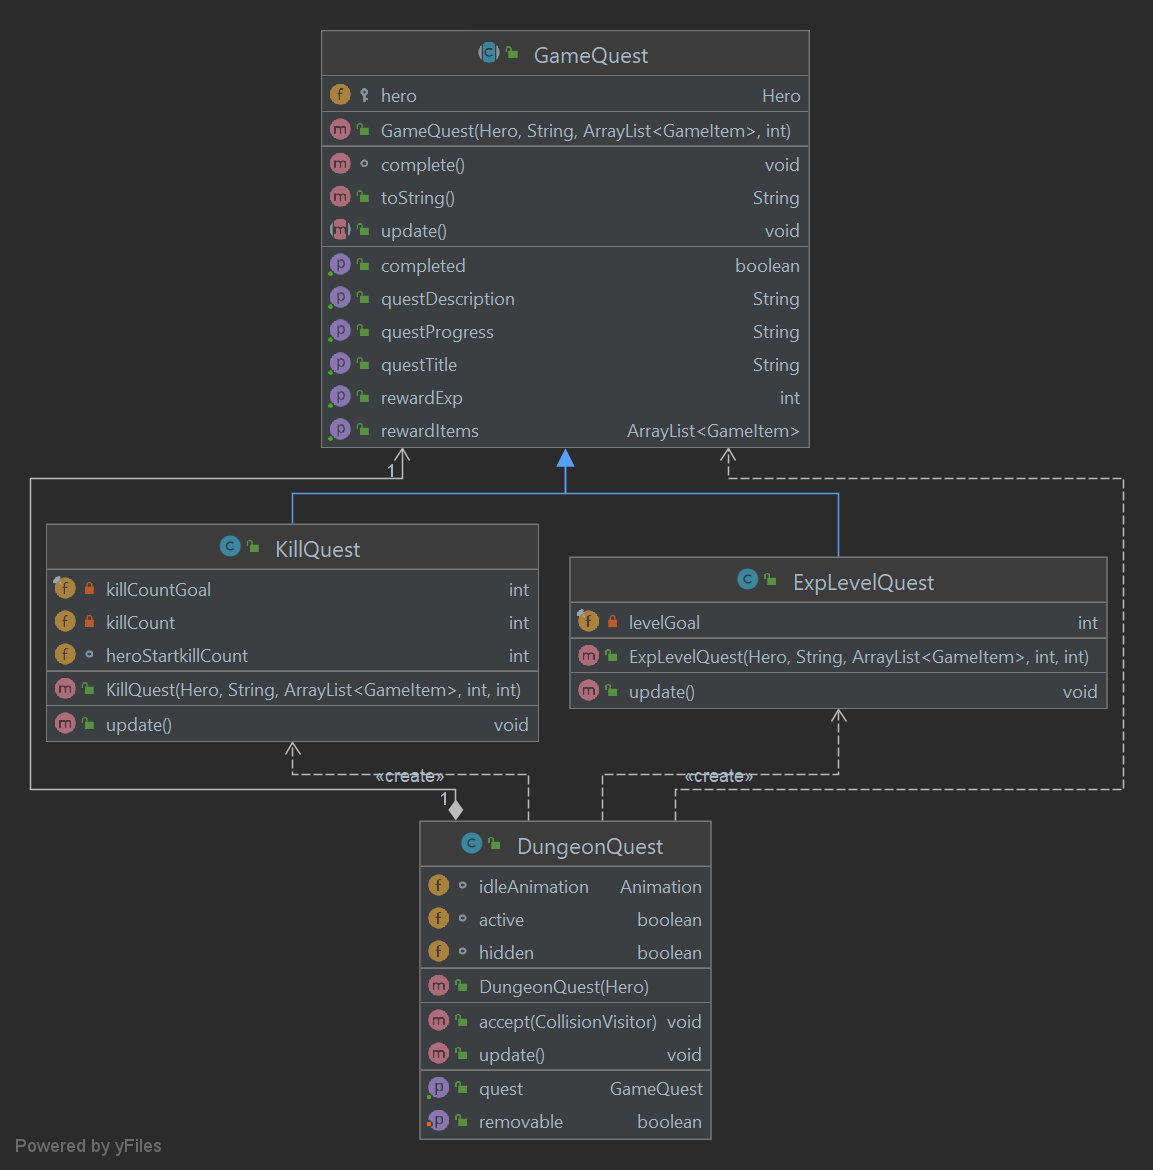 GameQuest
f hero Hero
m GameQuest(Hero, String, ArrayList<GameItem>, int)
m complete() void
m toString() String
m update() void
p completed boolean
p questDescription String
p questProgress String
p questTitle String
p rewardExp int
p rewardItems ArrayList<GameItem>
1
C KillQuest
f killCountGoal int
f killCount int
f heroStartkillCount int
m KillQuest(Hero, String, ArrayList<GameItem>, int, int)
m update() void
C ExpLevelQuest
f levelGoal int
m ExpLevelQuest(Hero, String, ArrayList<GameItem>, int, int)
m update() void
«create»
«create»
1
C DungeonQuest
f idleAnimation Animation
f active boolean
f hidden boolean
m DungeonQuest(Hero)
m accept(CollisionVisitor) void
m update() void
p quest GameQuest
p removable boolean
Powered by yFiles